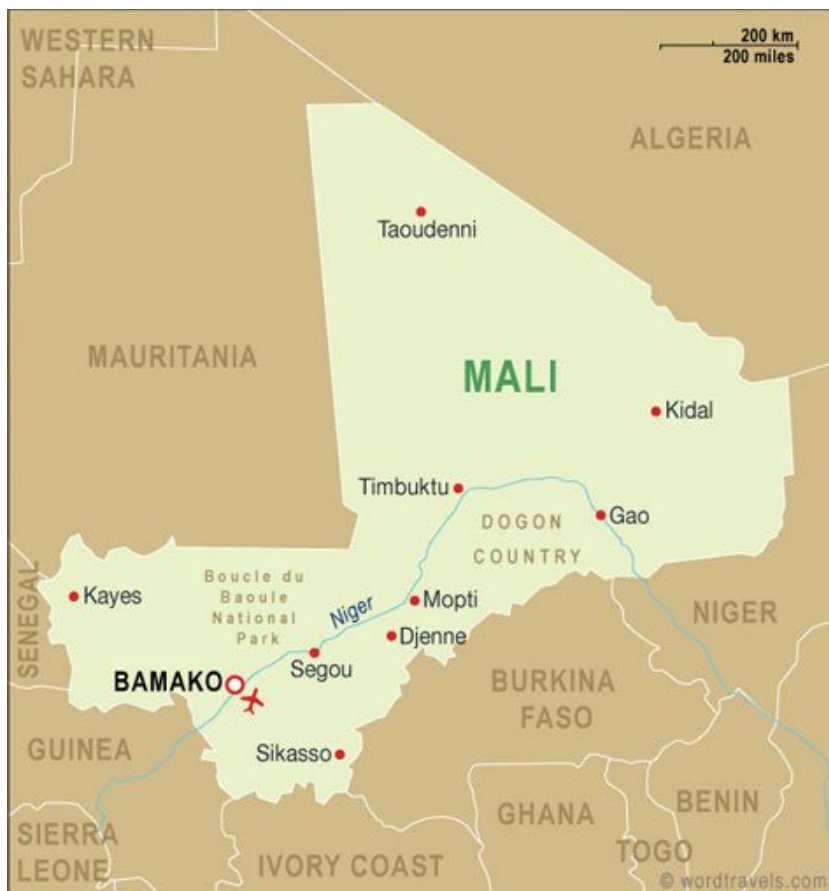 WESTERN
SAHARA
200 km
200 miles
ALGERIA
Taoudenni
MAURITANIA
MALI
Kidal
Timbuktu
Gao
DOGON
COUNTRY
SENEGAL
Kayes
Boucle du
Baoule
National
Park
Niger
Mopti
NIGER
Djenne
Segou
BAMAKO
BURKINA
FASO
GUINEA
Sikasso
GHANA
BENIN
SIERRA
LEONE
IVORY COAST
TOGO
© wordtravels.com